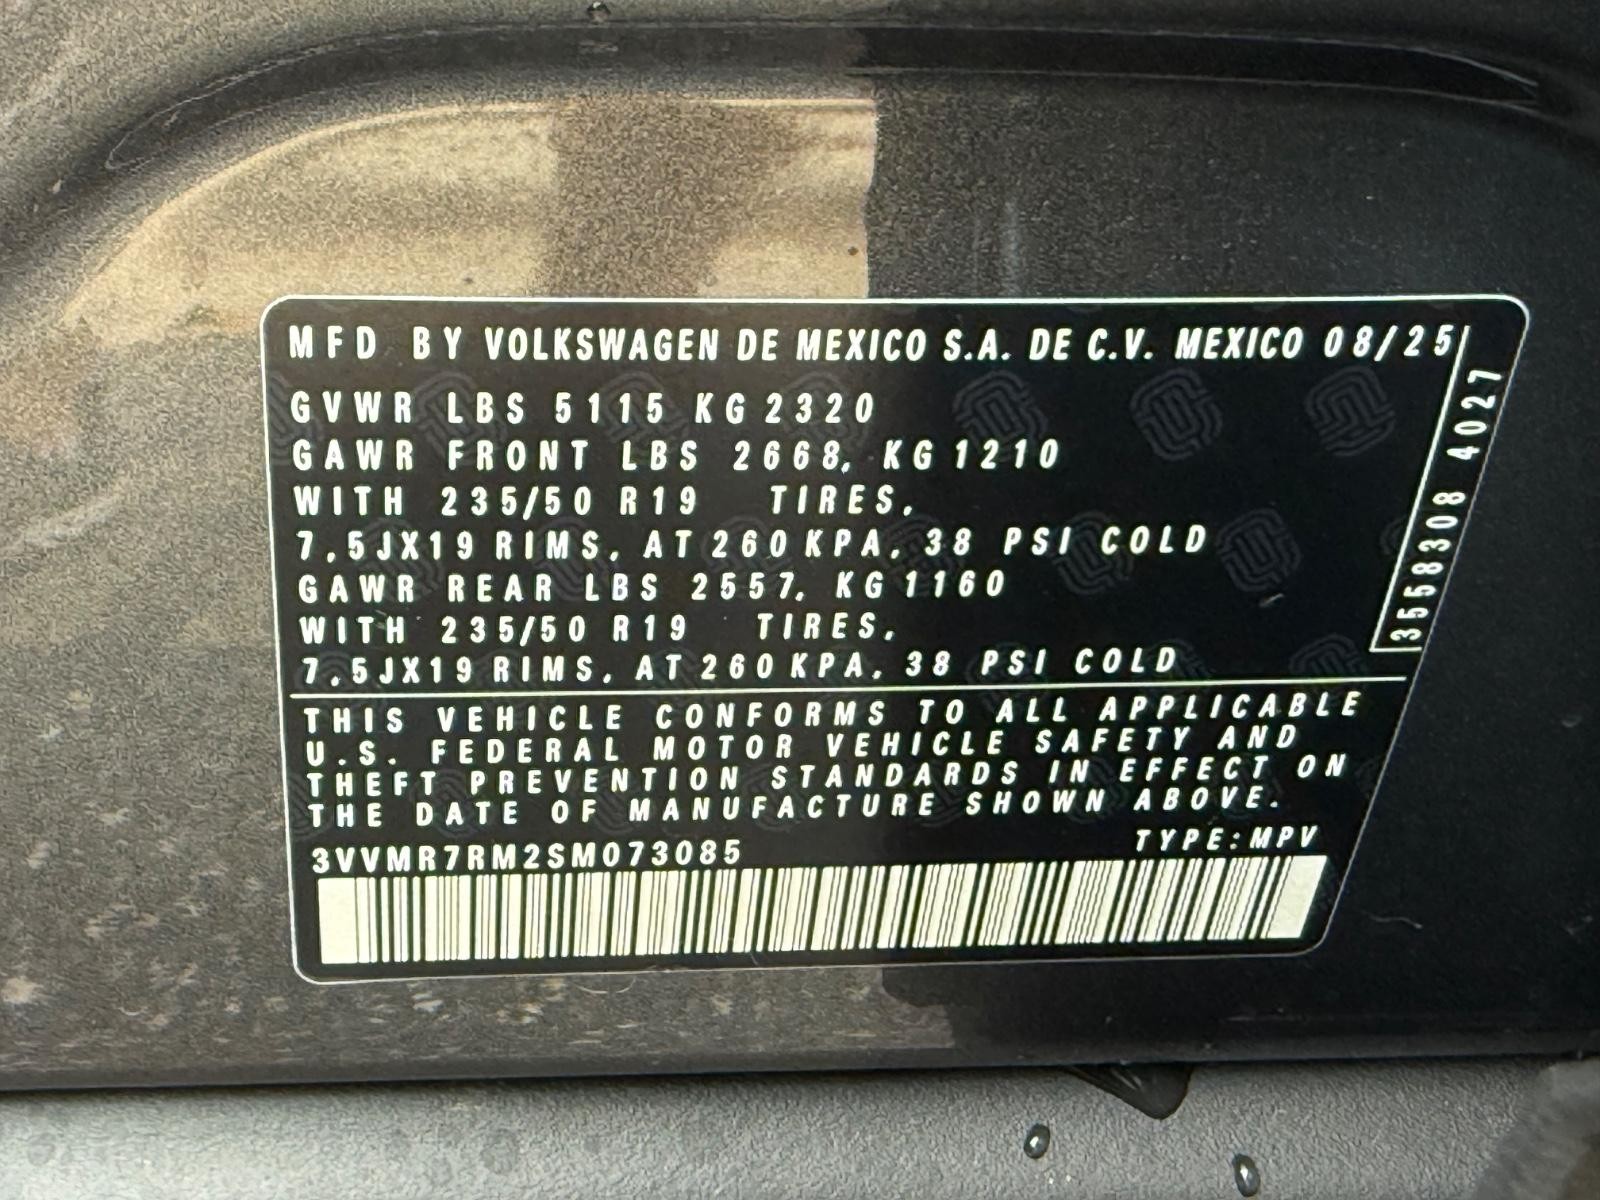 MFD BY VOLKSWAGEN DE MEXICO S.A. DE C.V. MEXICO 08/25
GVWR LBS 5115 KG 2320
GAWR FRONT LBS 2668, KG 1210
WITH 235/50 R19 TIRES,
7,5JX19 RIMS, AT 260 KPA, 38 PSI COLD
GAWR REAR LBS 2557, KG 1160
WITH 235/50 R19 TIRES,
7,5JX19 RIMS, AT 260 KPA, 38 PSI COLD
3558308 4027
THIS VEHICLE CONFORMS TO ALL APPLICABLE
U.S. FEDERAL MOTOR VEHICLE SAFETY AND
THEFT PREVENTION STANDARDS IN EFFECT ON
THE DATE OF MANUFACTURE SHOWN ABOVE.
3VVMR7RM2SM073085
TYPE:MPV